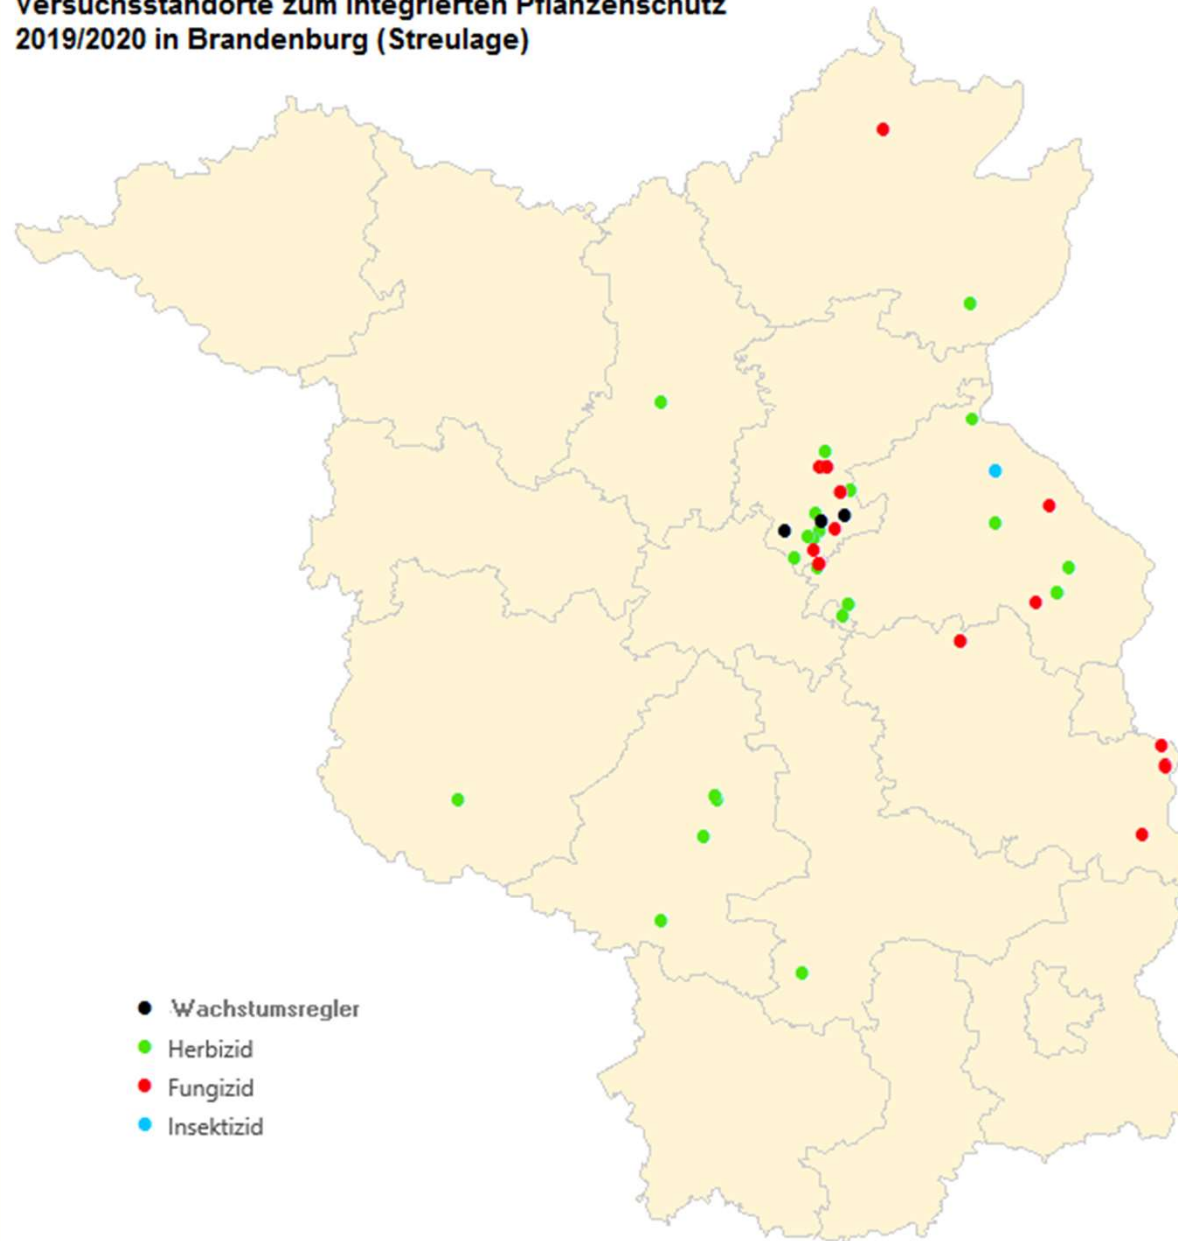 Versuchsstandorte zum integrierten Pflanzenschutz
2019/2020 in Brandenburg (Streulage)
Wachstumsregler
Herbizid
Fungizid
Insektizid